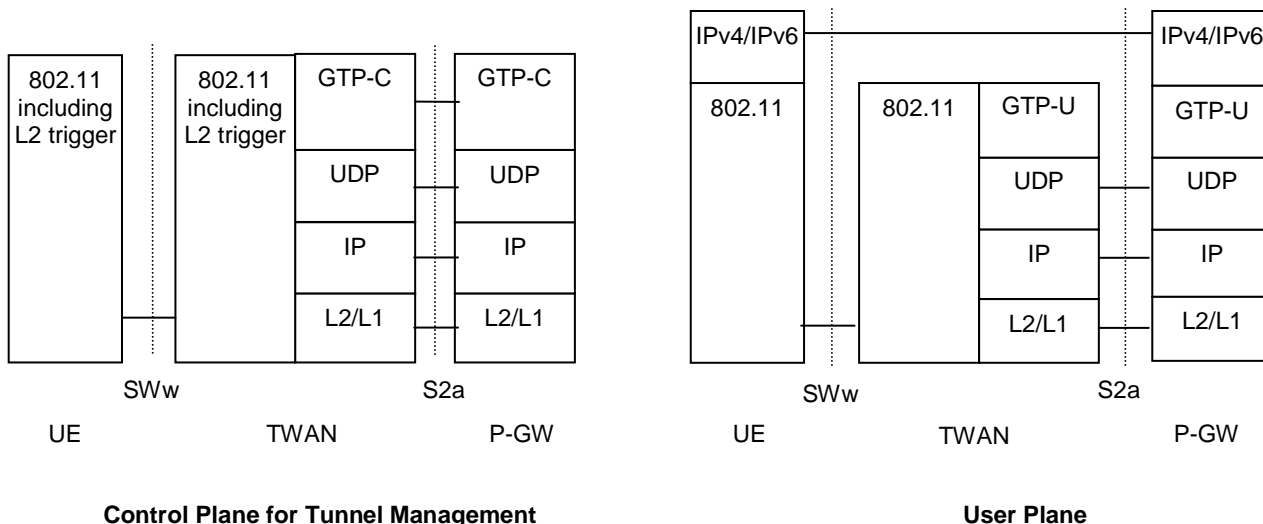 802.11
including
L2 trigger
802.11
including
L2 trigger
GTP-C
UDP
IP
L2/L1
GTP-C
UDP
IP
L2/L1
SWw
S2a
UE
TWAN
P-GW
Control Plane for Tunnel Management
IPv4/IPv6
802.11
802.11
GTP-U
UDP
IP
L2/L1
IPv4/IPv6
GTP-U
UDP
IP
L2/L1
SWw
S2a
UE
TWAN
P-GW
User Plane